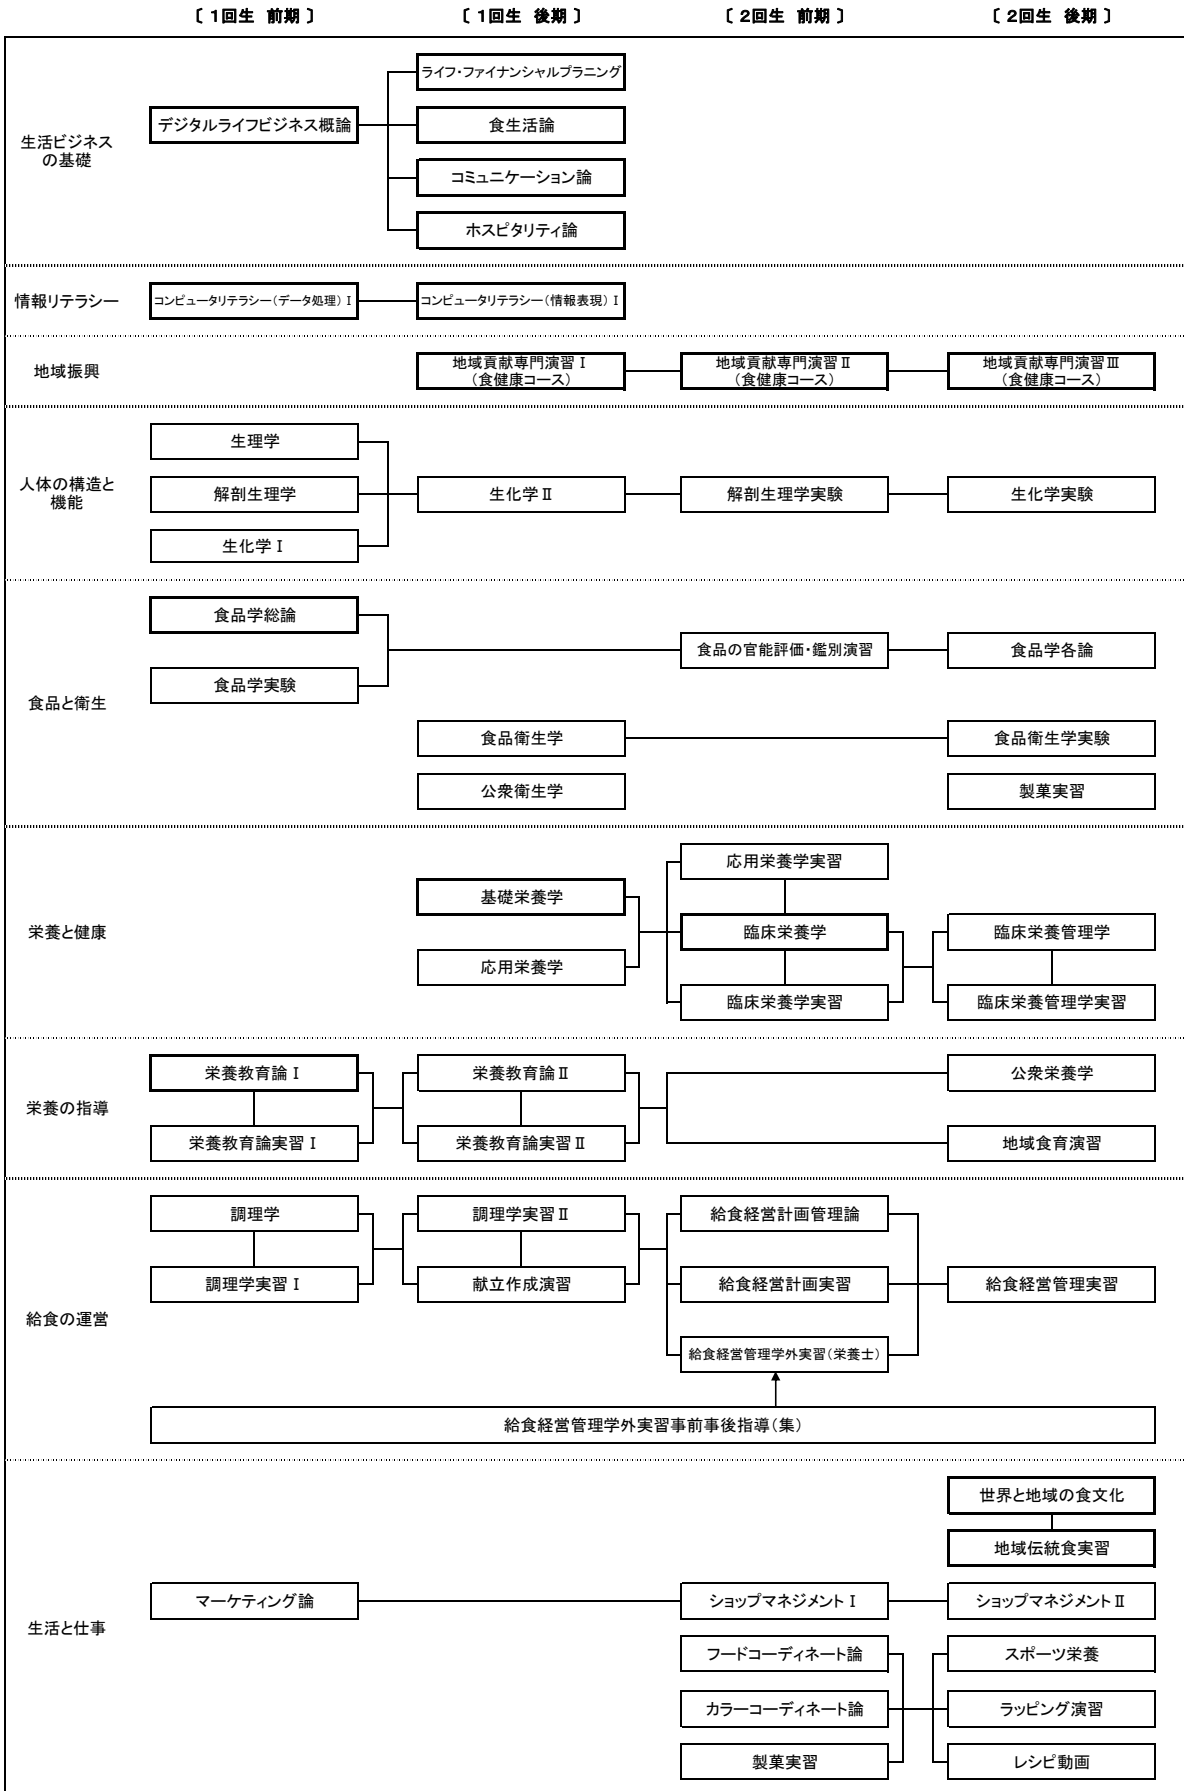 〔 1回生 前期 〕
〔 1回生 後期 〕
〔 2回生 前期 〕
〔 2回生 後期 〕
生活ビジネス
の基礎
デジタルライフビジネス概論
ライフ・ファイナンシャルプラニング
食生活論
コミュニケーション論
ホスピタリティ論
情報リテラシー
コンピュータリテラシー(データ処理) Ⅰ
コンピュータリテラシー(情報表現) Ⅰ
地域振興
地域貢献専門演習Ⅰ
(食健康コース)
地域貢献専門演習Ⅱ
(食健康コース)
地域貢献専門演習Ⅲ
(食健康コース)
人体の構造と
機能
生理学
解剖生理学
生化学Ⅰ
生化学Ⅱ
解剖生理学実験
生化学実験
食品と衛生
食品学総論
食品学実験
食品の官能評価・鑑別演習
食品学各論
食品衛生学
食品衛生学実験
公衆衛生学
製菓実習
栄養と健康
基礎栄養学
応用栄養学
応用栄養学実習
臨床栄養学
臨床栄養学実習
臨床栄養管理学
臨床栄養管理学実習
栄養の指導
栄養教育論Ⅰ
栄養教育論実習Ⅰ
栄養教育論Ⅱ
栄養教育論実習Ⅱ
公衆栄養学
地域食育演習
給食の運営
調理学
調理学実習Ⅰ
調理学実習Ⅱ
献立作成演習
給食経営計画管理論
給食経営計画実習
給食経営管理学外実習(栄養士)
給食経営管理実習
給食経営管理学外実習事前事後指導(集)
生活と仕事
世界と地域の食文化
地域伝統食実習
マーケティング論
ショップマネジメントⅠ
ショップマネジメントⅡ
フードコーディネート論
カラーコーディネート論
製菓実習
スポーツ栄養
ラッピング演習
レシピ動画